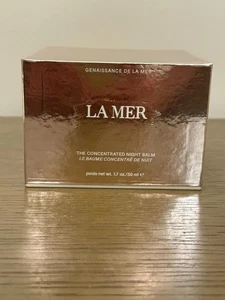 GENAISSANCE DE LA MER
LA MER
THE CONCENTRATED NIGHT BALM
LE BAUME CONCENTRÉ DE NUIT
poids net wt. 1.7 oz./50 ml ℮